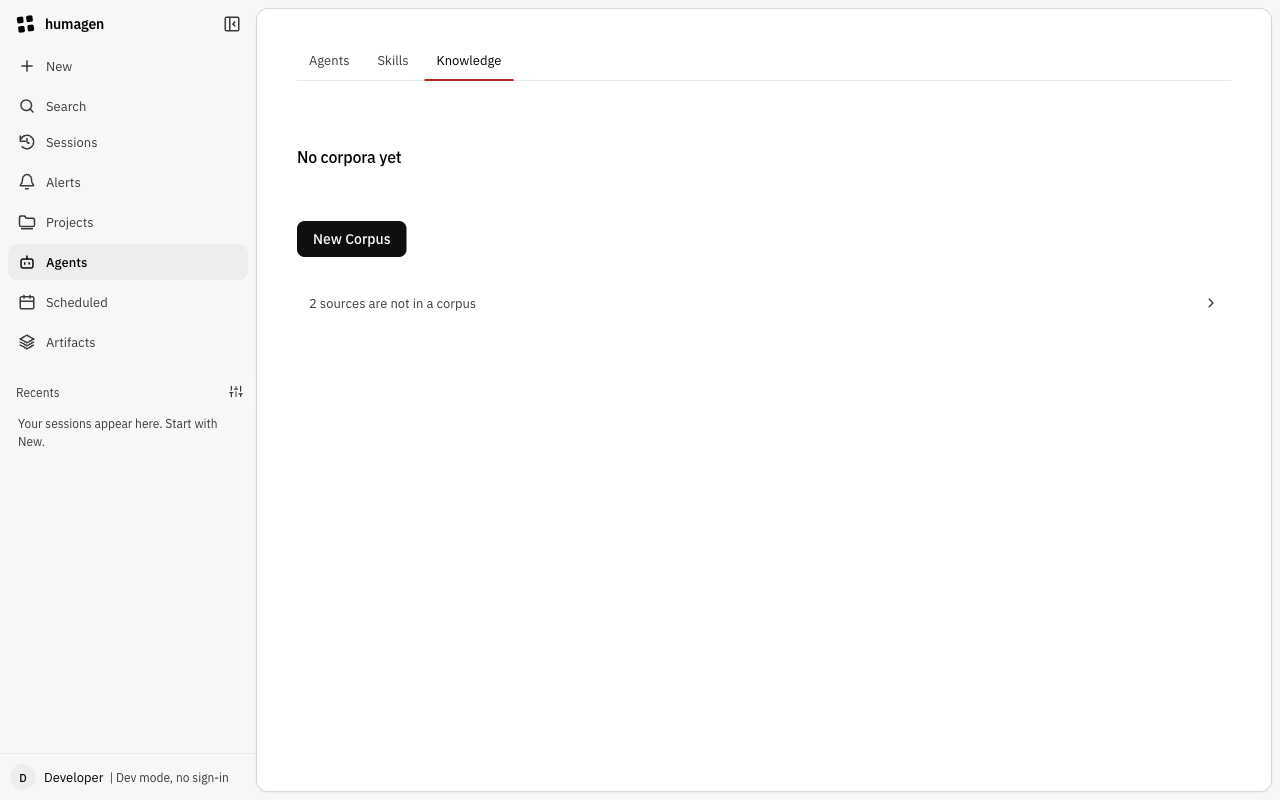 humagen
New
Search
Sessions
Alerts
Projects
Agents
Scheduled
Artifacts
Recents
Your sessions appear here. Start with
New.
D
Developer | Dev mode, no sign-in
Agents
Skills
Knowledge
No corpora yet
New Corpus
2 sources are not in a corpus